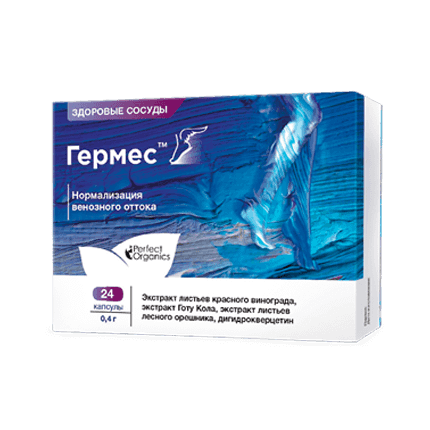 ЗДОРОВЫЕ СОСУДЫ
Гермес™
Нормализация
венозного оттока
Perfect
Organics
24
капсулы
0,4 г
Экстракт листьев красного винограда,
экстракт Готу Кола, экстракт листьев
лесного орешника, дигидрокверцетин